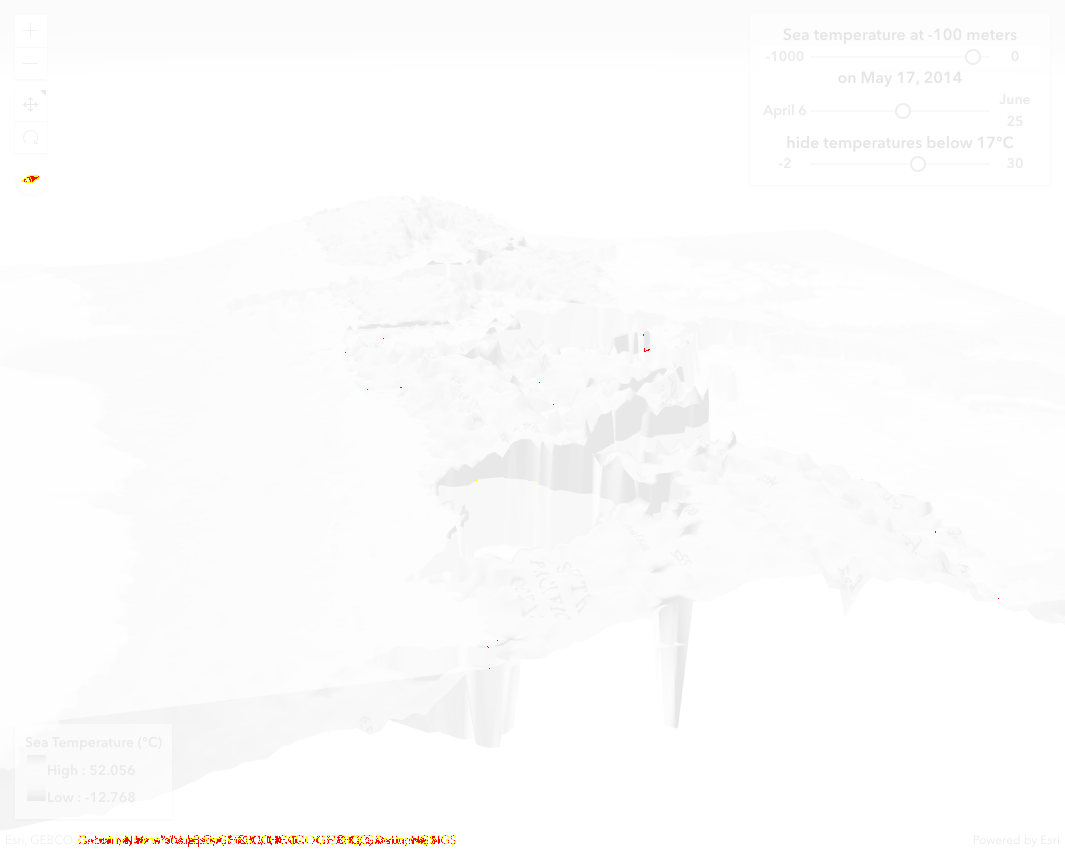 Sea temperature at -100 meters
-1000 0
on May 17, 2014
April 6 June 25
hide temperatures below 17°C
-2 30
Sea Temperature (°C)
High : 52.056
Low : -12.768
Esri, GEBCO,
Powered by Esri